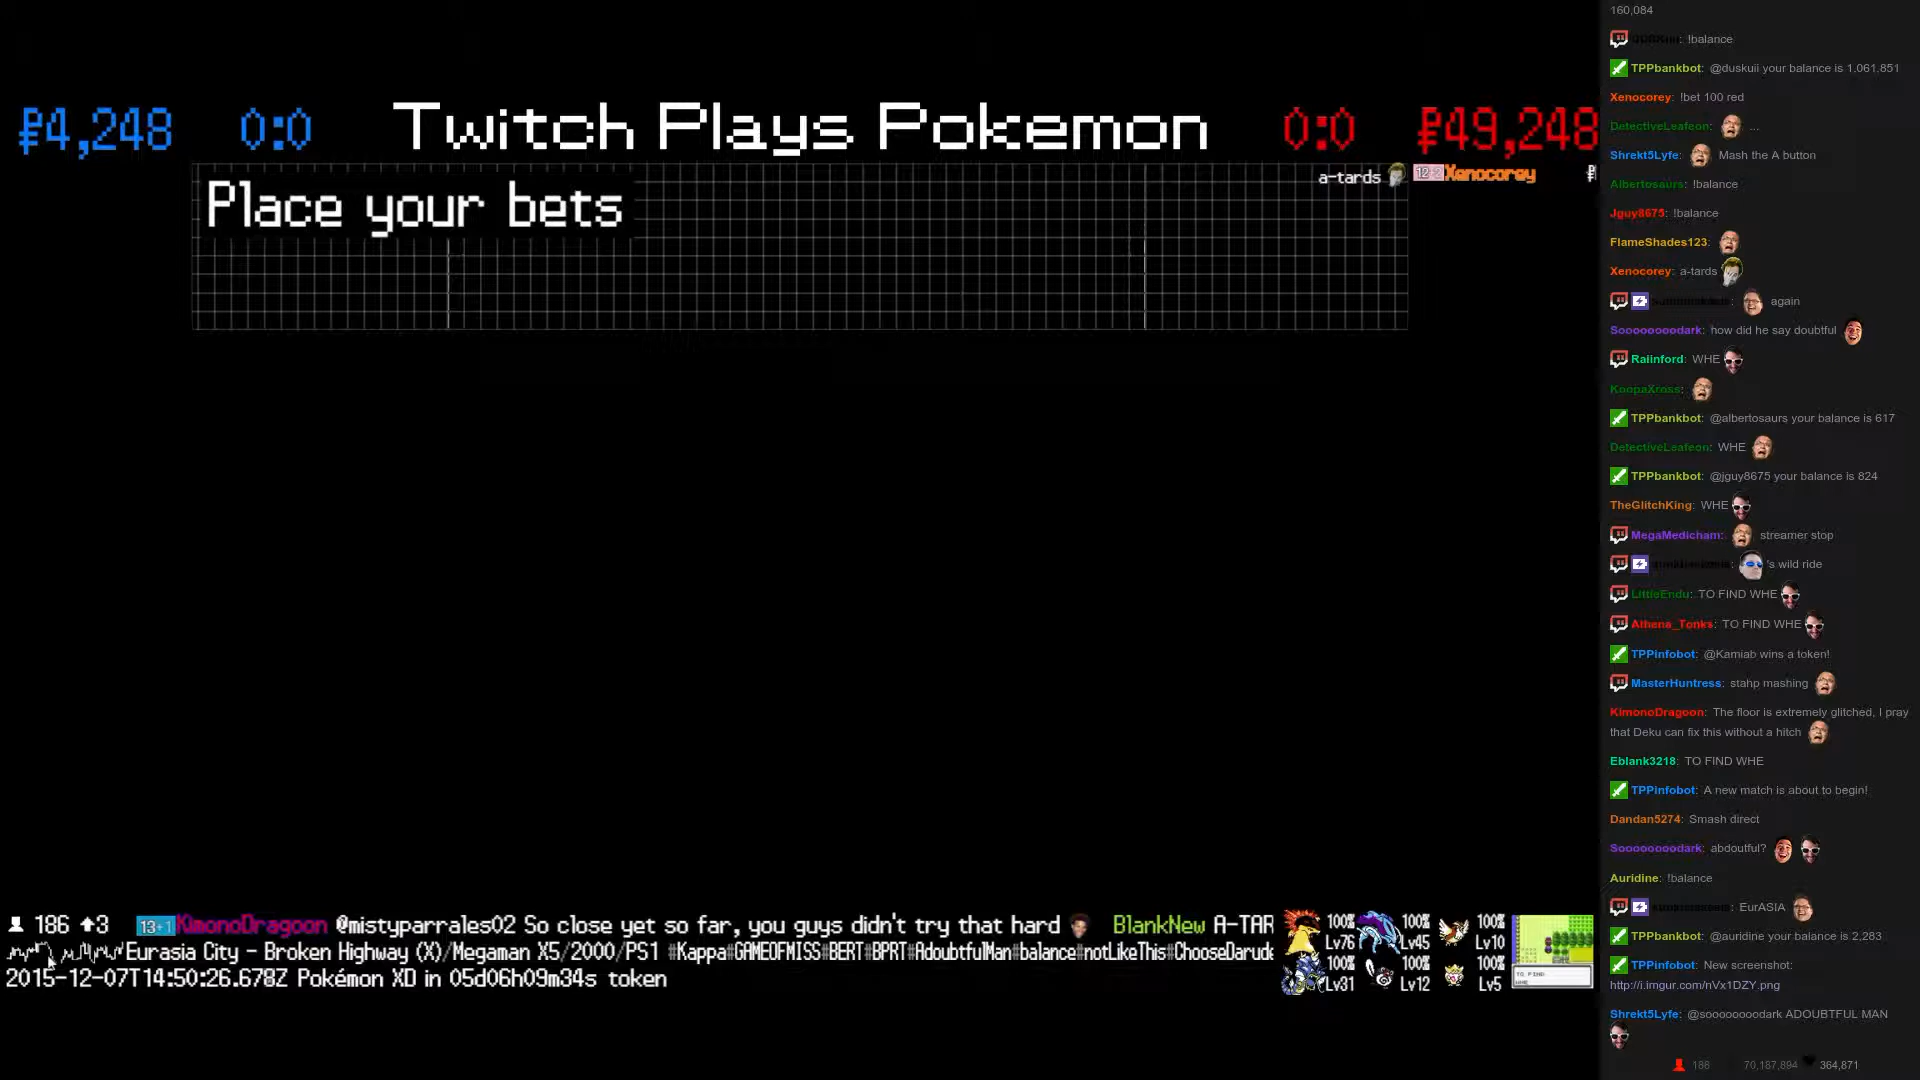 ₽4,248 0:0 Twitch Plays Pokemon 0:0 ₽49,248
Place your bets
a-tards
12+2 Xenocorey
186 3 13+1 KimonoDragoon @mistyparrales02 So close yet so far, you guys didn't try that hard BlankNew A-TAR
Eurasia City - Broken Highway (X)/Megaman X5/2000/PS1 #Kappa#GAMEOFMISS#BERT#BPRT#AdoubtfulMan#balance#notLikeThis#ChooseDarude
2015-12-07T14:50:26.678Z Pokémon XD in 05d06h09m34s token
100% 100% 100%
Lv76 Lv45 Lv10
100% 100% 100%
Lv31 Lv12 Lv5
TO FIND
WHE
160,084
: !balance
TPPbankbot: @duskuii your balance is 1,061,851
Xenocorey: !bet 100 red
DetectiveLeafeon: ...
Shrekt5Lyfe: Mash the A button
Albertosaurs: !balance
Jguy8675: !balance
FlameShades123:
Xenocorey: a-tards
: again
Soooooooodark: how did he say doubtful
Raiinford: WHE
KoopaXross:
TPPbankbot: @albertosaurs your balance is 617
DetectiveLeafeon: WHE
TPPbankbot: @jguy8675 your balance is 824
TheGlitchKing: WHE
MegaMedicham: streamer stop
: 's wild ride
LittleEndu: TO FIND WHE
Athena_Tonks: TO FIND WHE
TPPinfobot: @Kamiab wins a token!
MasterHuntress: stahp mashing
KimonoDragoon: The floor is extremely glitched, I pray
that Deku can fix this without a hitch
Eblank3218: TO FIND WHE
TPPinfobot: A new match is about to begin!
Dandan5274: Smash direct
Soooooooodark: abdoutful?
Auridine: !balance
: EurASIA
TPPbankbot: @auridine your balance is 2,283
TPPinfobot: New screenshot:
http://i.imgur.com/nVx1DZY.png
Shrekt5Lyfe: @soooooooodark ADOUBTFUL MAN
186 70,187,894 364,871